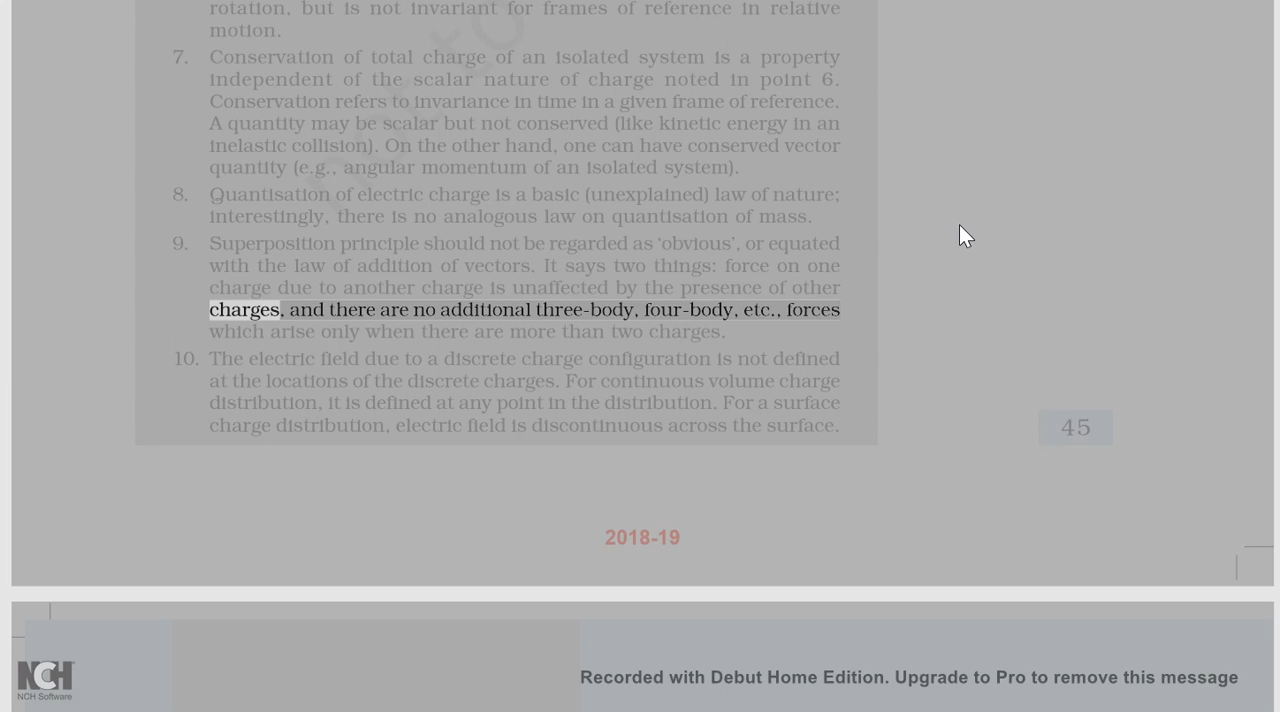 rotation, but is not invariant for frames of reference in relative
motion.
7. Conservation of total charge of an isolated system is a property
independent of the scalar nature of charge noted in point 6.
Conservation refers to invariance in time in a given frame of reference.
A quantity may be scalar but not conserved (like kinetic energy in an
inelastic collision). On the other hand, one can have conserved vector
quantity (e.g., angular momentum of an isolated system).
8. Quantisation of electric charge is a basic (unexplained) law of nature;
interestingly, there is no analogous law on quantisation of mass.
9. Superposition principle should not be regarded as ‘obvious’, or equated
with the law of addition of vectors. It says two things: force on one
charge due to another charge is unaffected by the presence of other
charges, and there are no additional three-body, four-body, etc., forces
which arise only when there are more than two charges.
10. The electric field due to a discrete charge configuration is not defined
at the locations of the discrete charges. For continuous volume charge
distribution, it is defined at any point in the distribution. For a surface
charge distribution, electric field is discontinuous across the surface.
not to
45
2018-19
NCH
NCH Software
Recorded with Debut Home Edition. Upgrade to Pro to remove this message